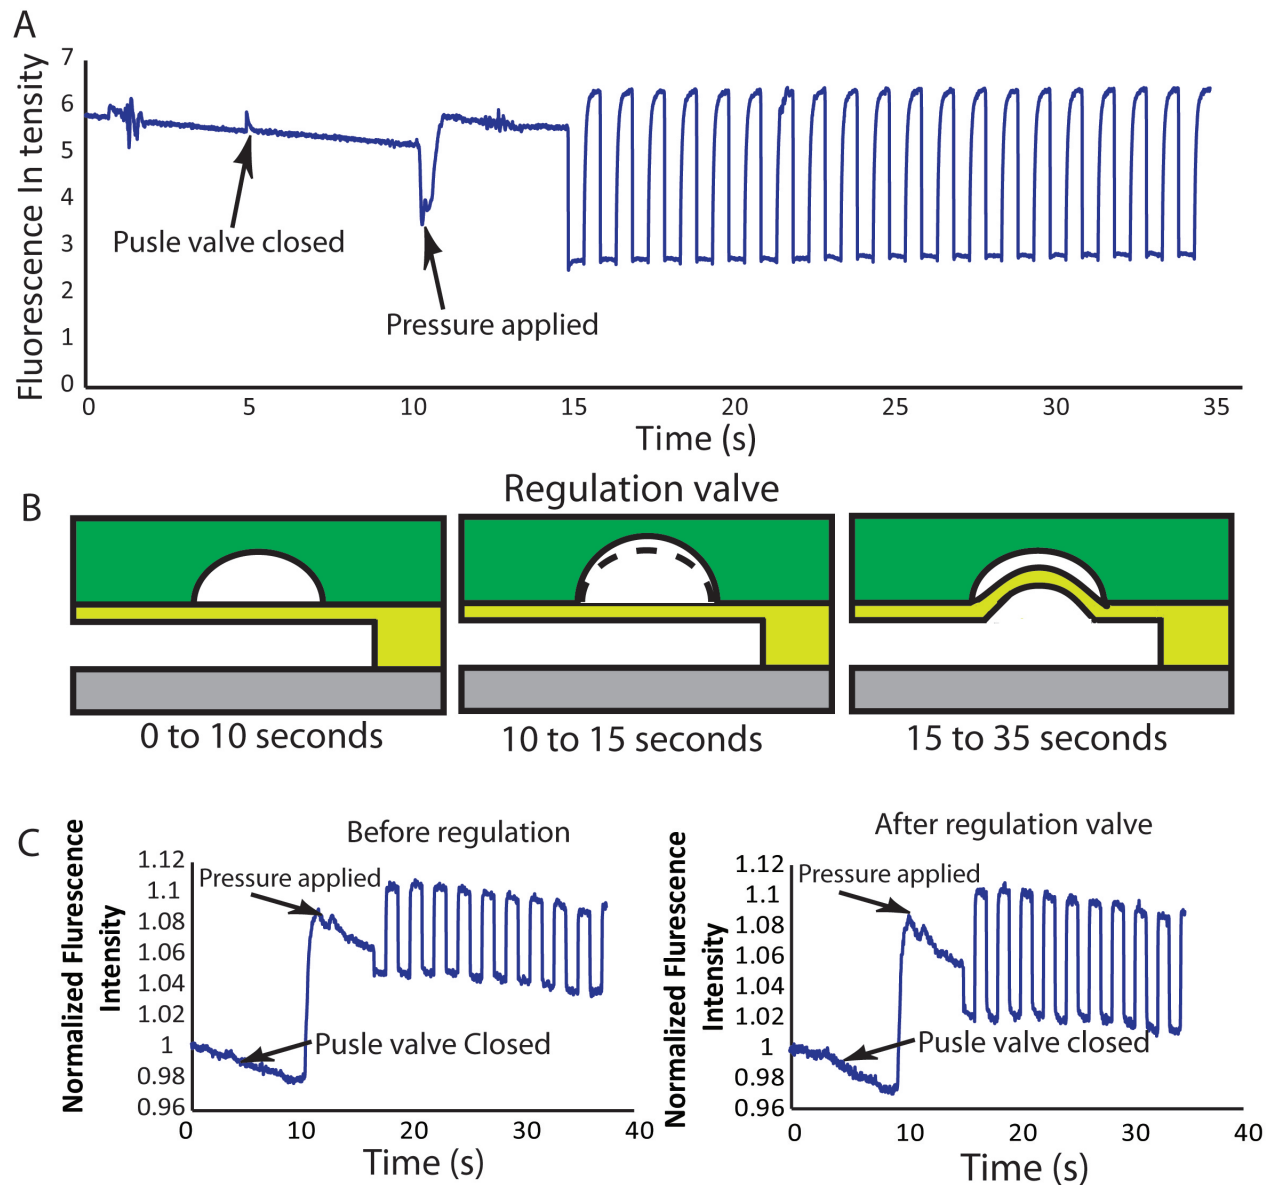 A
Fluorescence In tensity
7
6
5
4
3
2
1
0
Pusle valve closed
Pressure applied
0 5 10 15 20 25 30 35
Time (s)
B
Regulation valve
0 to 10 seconds
10 to 15 seconds
15 to 35 seconds
C
Before regulation
Normalized Flurescence
Intensity
1.12
1.1
1.08
1.06
1.04
1.02
1
0.98
0.96
Pressure applied
Pusle valve Closed
0 10 20 30 40
Time (s)
After regulation valve
Normalized Flurescence
Intensity
1.12
1.1
1.08
1.06
1.04
1.02
1
0.98
0.96
Pressure applied
Pusle valve closed
0 10 20 30 40
Time (s)